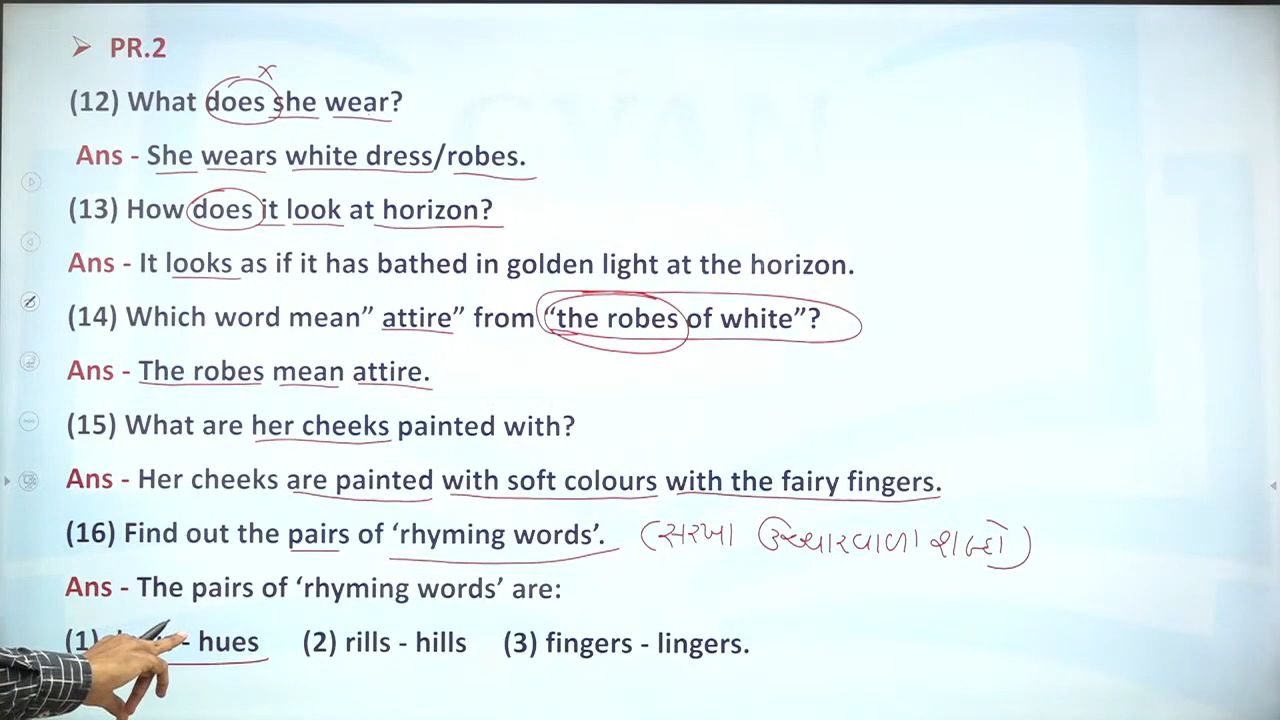 ➢ PR.2
x
(12) What does she wear?
Ans - She wears white dress/robes.
(13) How does it look at horizon?
Ans - It looks as if it has bathed in golden light at the horizon.
(14) Which word mean” attire” from “the robes of white”?
Ans - The robes mean attire.
(15) What are her cheeks painted with?
Ans - Her cheeks are painted with soft colours with the fairy fingers.
(16) Find out the pairs of ‘rhyming words’. (સરખા ઉચ્ચારવાળા શબ્દો)
Ans - The pairs of ‘rhyming words’ are:
(1) - hues (2) rills - hills (3) fingers - lingers.